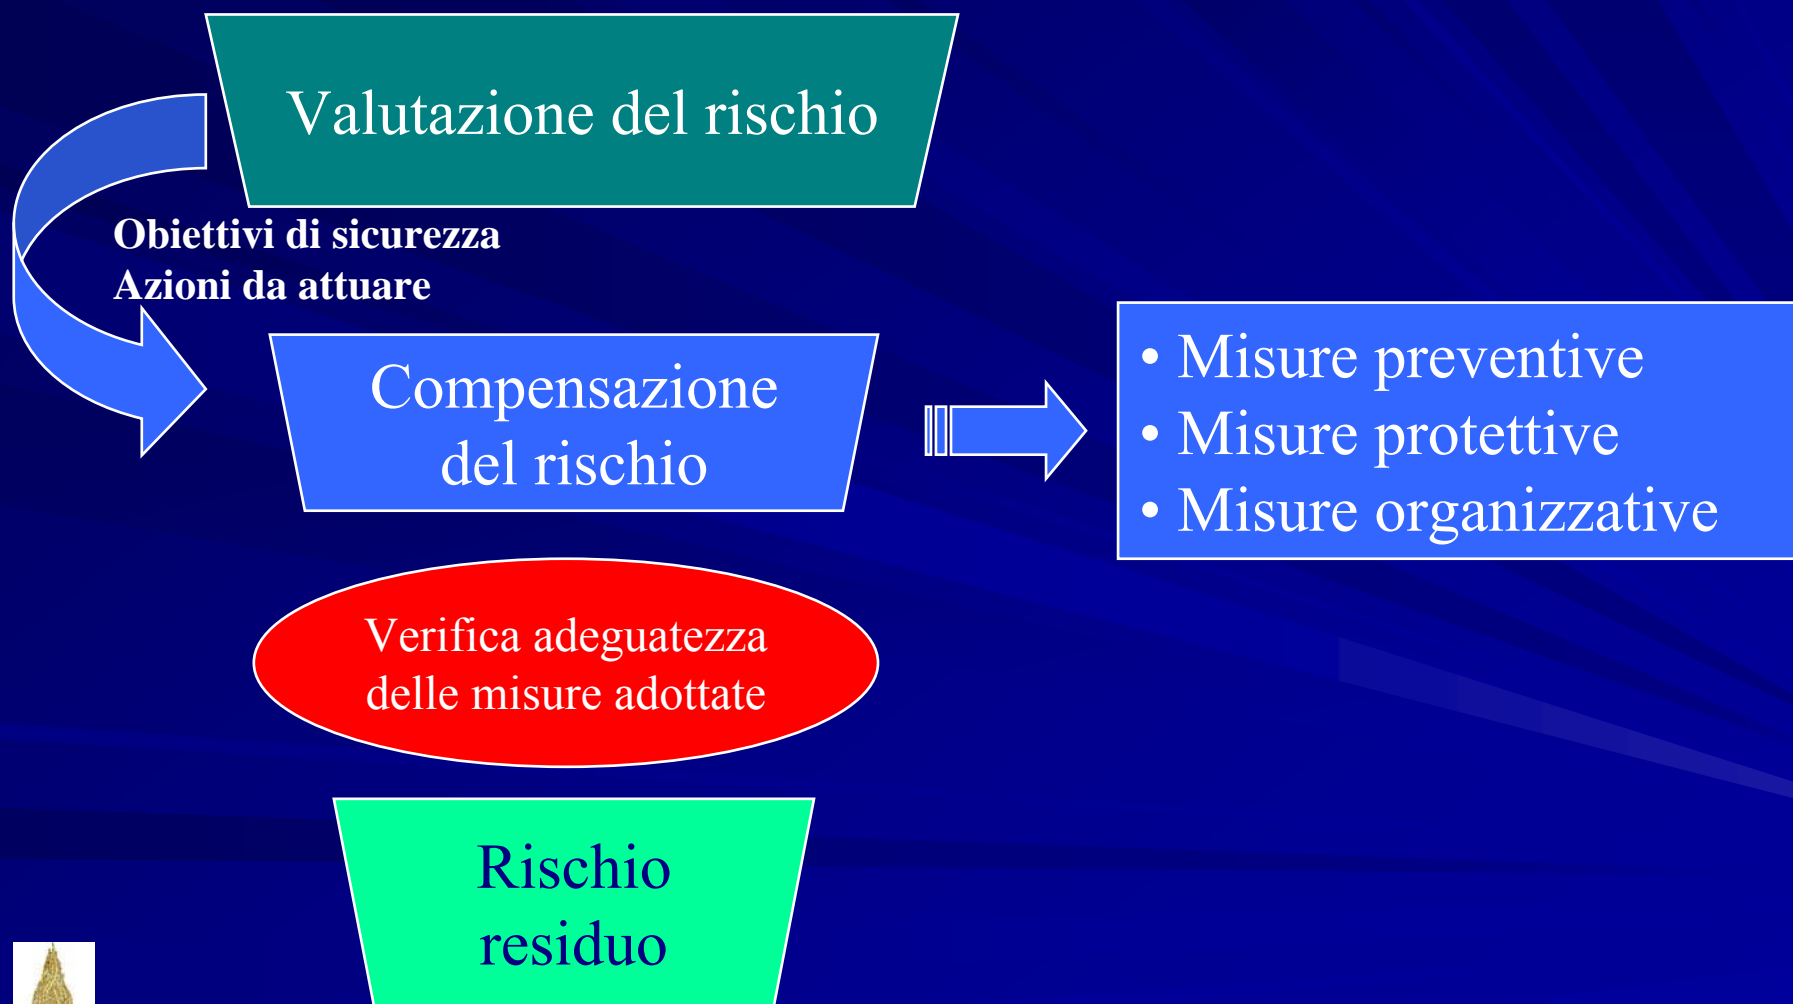 Valutazione del rischio
Obiettivi di sicurezza
Azioni da attuare
Compensazione
del rischio
• Misure preventive
• Misure protettive
• Misure organizzative
Verifica adeguatezza
delle misure adottate
Rischio
residuo